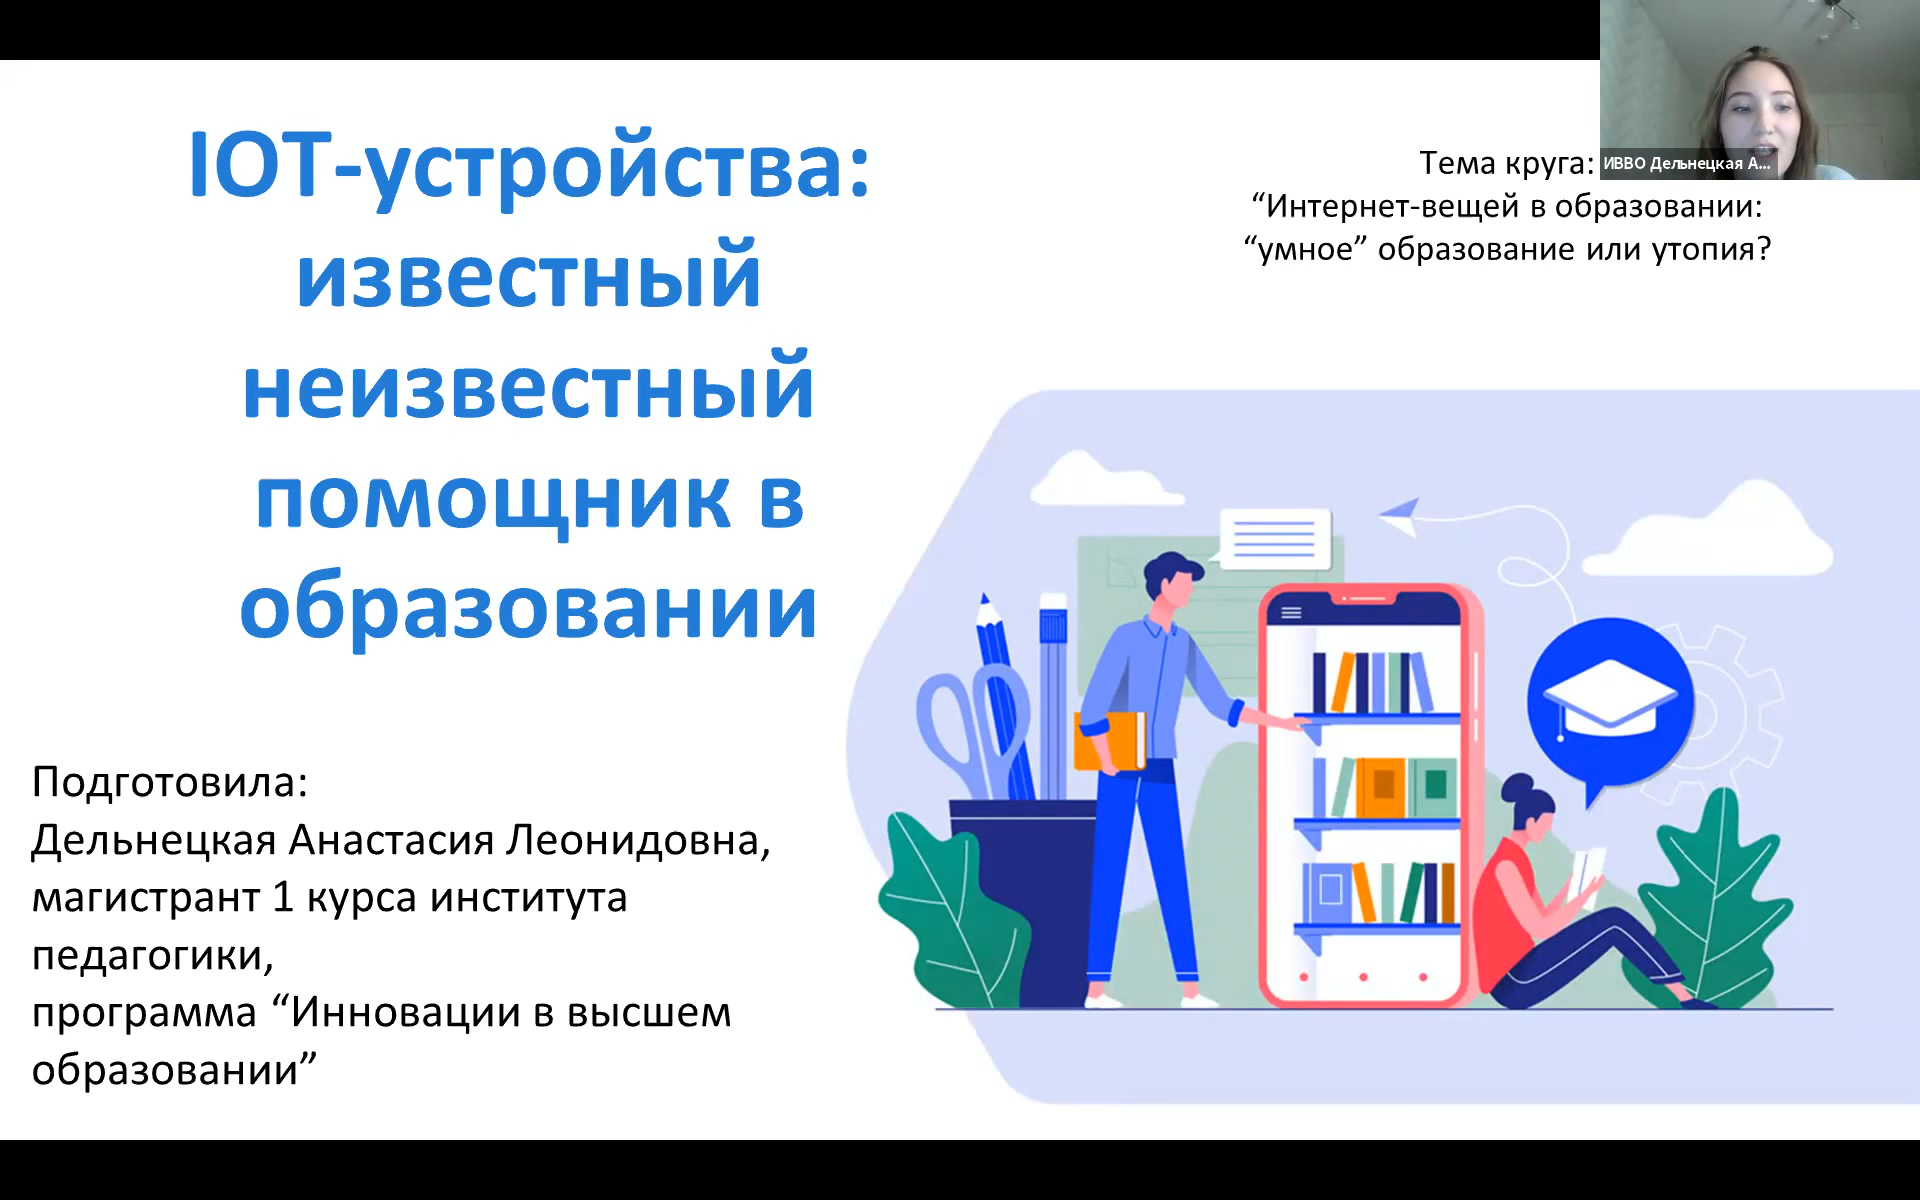 IOT-устройства:
известный
неизвестный
помощник в
образовании
Тема круга:
“Интернет-вещей в образовании:
“умное” образование или утопия?
ИВВО Дельнецкая А...
Подготовила:
Дельнецкая Анастасия Леонидовна,
магистрант 1 курса института
педагогики,
программа “Инновации в высшем
образовании”